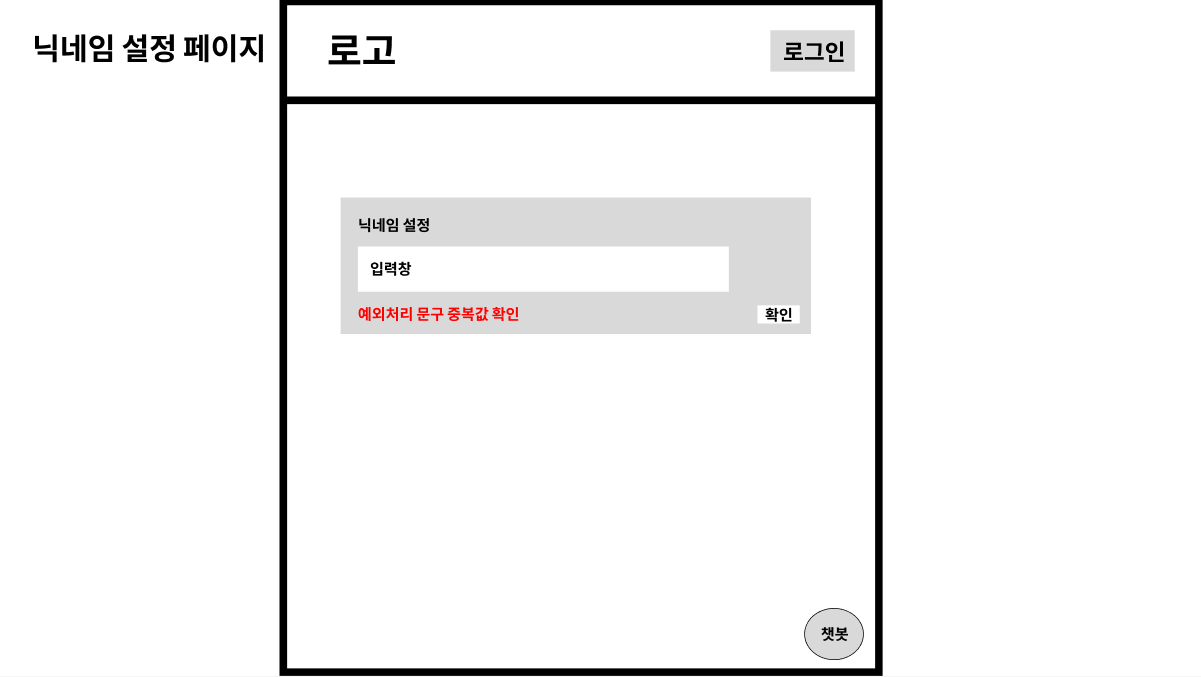 닉네임 설정 페이지
로고
로그인
닉네임 설정
입력창
예외처리 문구 중복값 확인
확인
챗봇